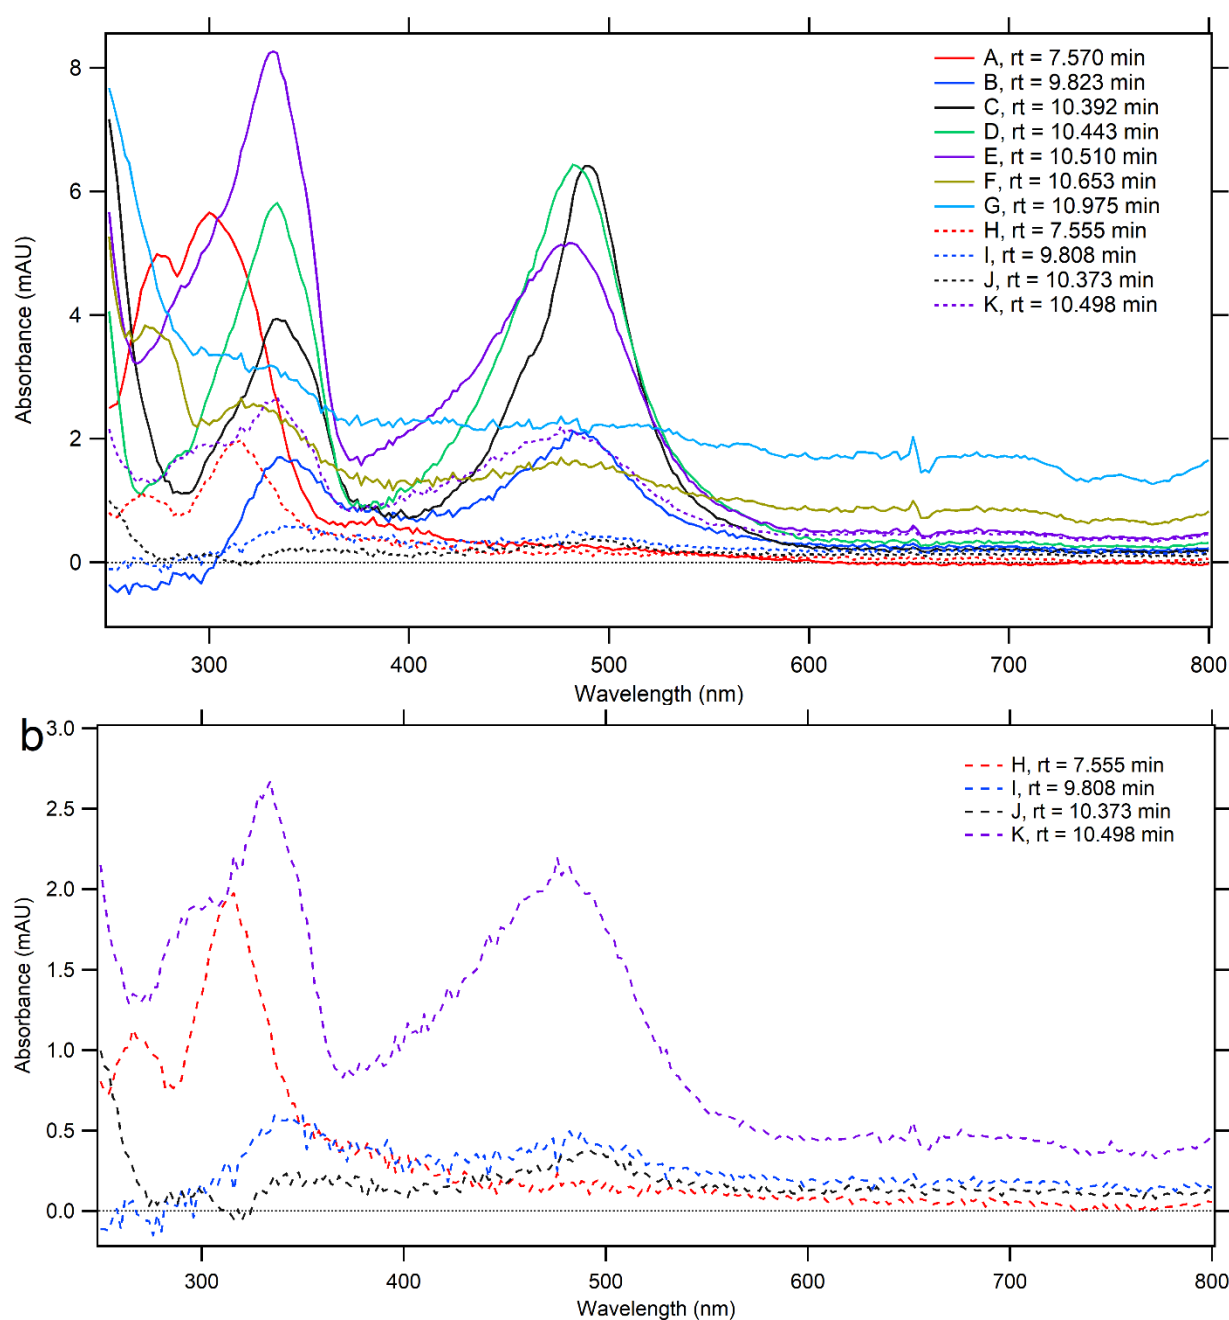 8
6
4
2
0
Absorbance (mAU)
A, rt = 7.570 min
B, rt = 9.823 min
C, rt = 10.392 min
D, rt = 10.443 min
E, rt = 10.510 min
F, rt = 10.653 min
G, rt = 10.975 min
H, rt = 7.555 min
I, rt = 9.808 min
J, rt = 10.373 min
K, rt = 10.498 min
300 400 500 600 700 800
Wavelength (nm)
b
3.0
2.5
2.0
1.5
1.0
0.5
0.0
Absorbance (mAU)
H, rt = 7.555 min
I, rt = 9.808 min
J, rt = 10.373 min
K, rt = 10.498 min
300 400 500 600 700 800
Wavelength (nm)